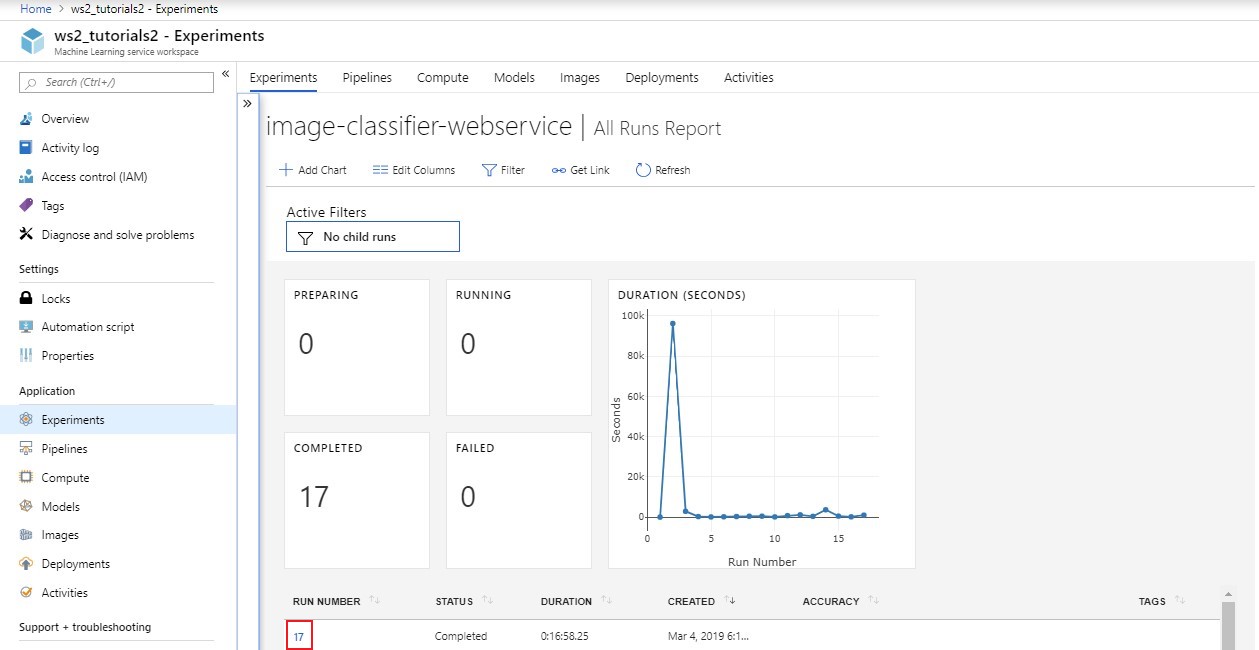 Home > ws2_tutorials2 - Experiments
ws2_tutorials2 - Experiments
Machine Learning service workspace
Search (Ctrl+/)
«
Overview
Activity log
Access control (IAM)
Tags
Diagnose and solve problems
Settings
Locks
Automation script
Properties
Application
Experiments
Pipelines
Compute
Models
Images
Deployments
Activities
Support + troubleshooting
»
Experiments Pipelines Compute Models Images Deployments Activities
image-classifier-webservice | All Runs Report
Add Chart Edit Columns Filter Get Link Refresh
Active Filters
No child runs
PREPARING
0
RUNNING
0
COMPLETED
17
FAILED
0
DURATION (SECONDS)
100k
80k
60k
40k
20k
0
Seconds
0 5 10 15
Run Number
RUN NUMBER STATUS DURATION CREATED ACCURACY TAGS
17 Completed 0:16:58.25 Mar 4, 2019 6:1...